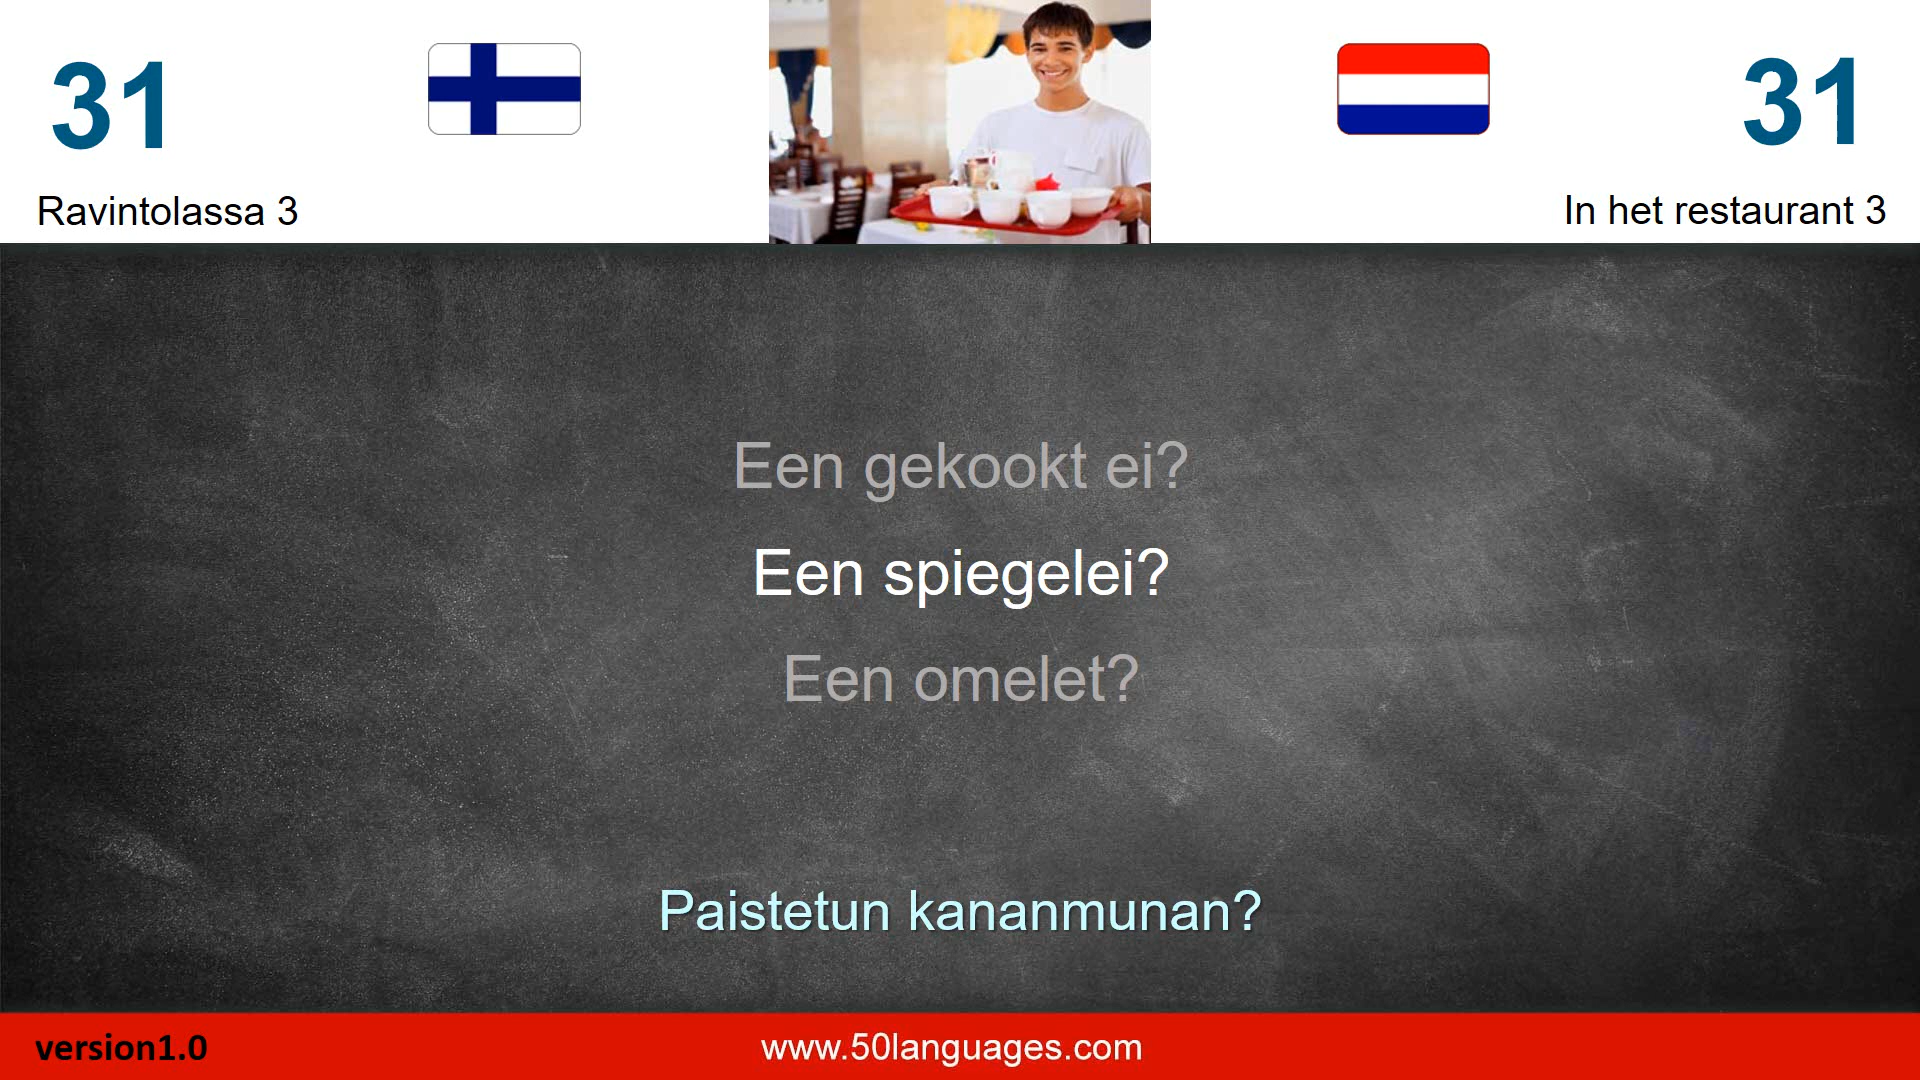 31
31
Ravintolassa 3
In het restaurant 3
Een gekookt ei?
Een spiegelei?
Een omelet?
Paistetun kananmunan?
version1.0
www.50languages.com